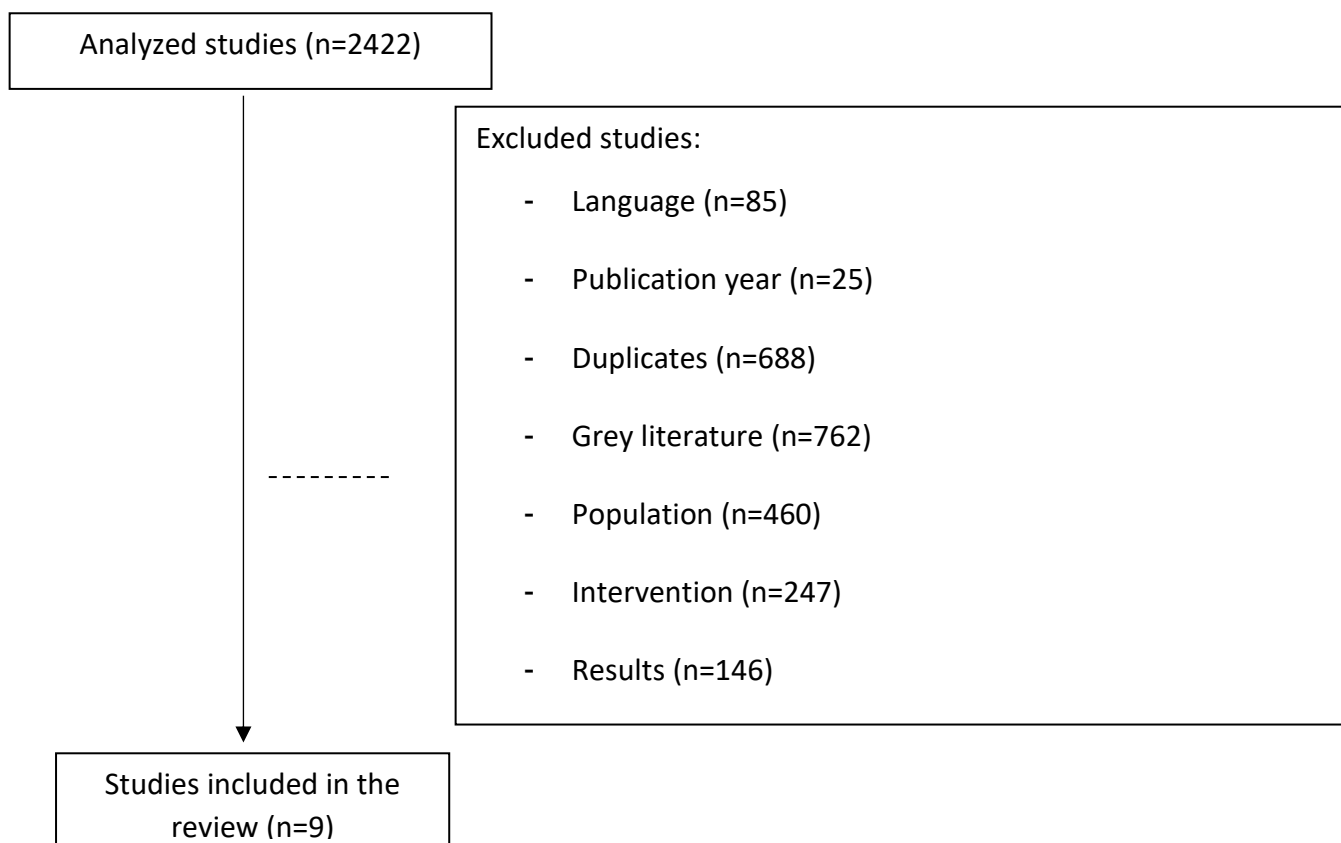 Analyzed studies (n=2422)
Excluded studies:
- Language (n=85)
- Publication year (n=25)
- Duplicates (n=688)
- Grey literature (n=762)
- Population (n=460)
- Intervention (n=247)
- Results (n=146)
Studies included in the
review (n=9)